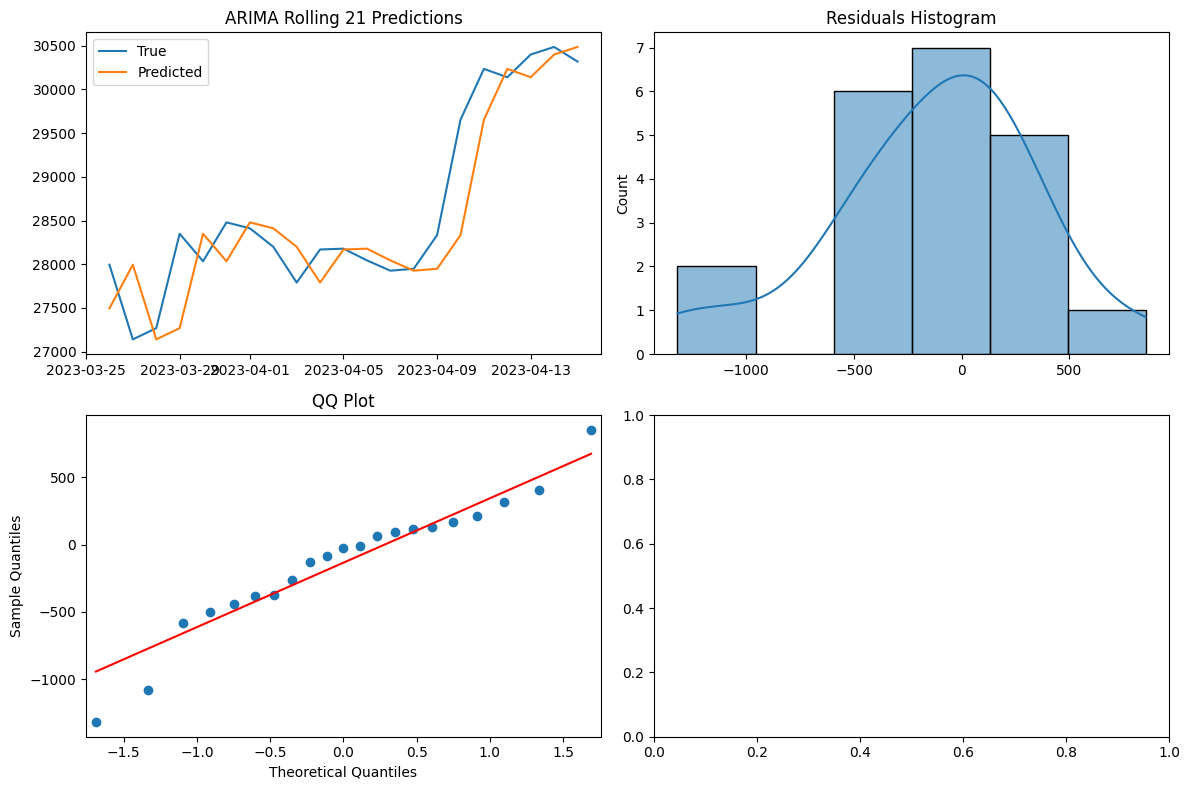 ARIMA Rolling 21 Predictions
True
Predicted
30500
30000
29500
29000
28500
28000
27500
27000
2023-03-25 2023-03-29 2023-04-01 2023-04-05 2023-04-09 2023-04-13
Residuals Histogram
Count
7
6
5
4
3
2
1
0
−1000 −500 0 500
QQ Plot
Sample Quantiles
500
0
−500
−1000
−1.5 −1.0 −0.5 0.0 0.5 1.0 1.5
Theoretical Quantiles
1.0
0.8
0.6
0.4
0.2
0.0
0.0 0.2 0.4 0.6 0.8 1.0